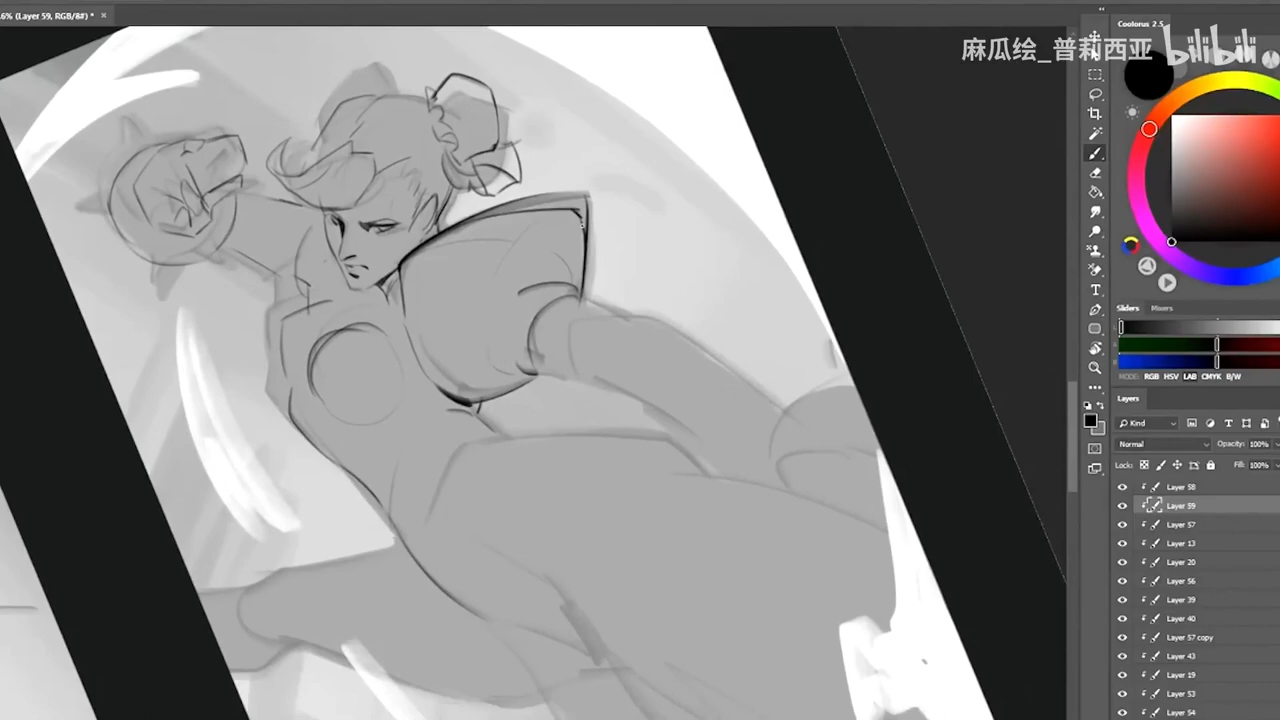 .6% (Layer 59, RGB/8#) * ×
Coolorus 2.5
麻瓜绘_普莉西亚 bilibili
Sliders Mixers
MODE: RGB HSV LAB CMYK B/W
Layers
Kind
Normal Opacity: 100%
Lock: Fill: 100%
Layer 58
Layer 59
Layer 57
Layer 13
Layer 20
Layer 56
Layer 39
Layer 40
Layer 57 copy
Layer 43
Layer 19
Layer 53
Layer 54